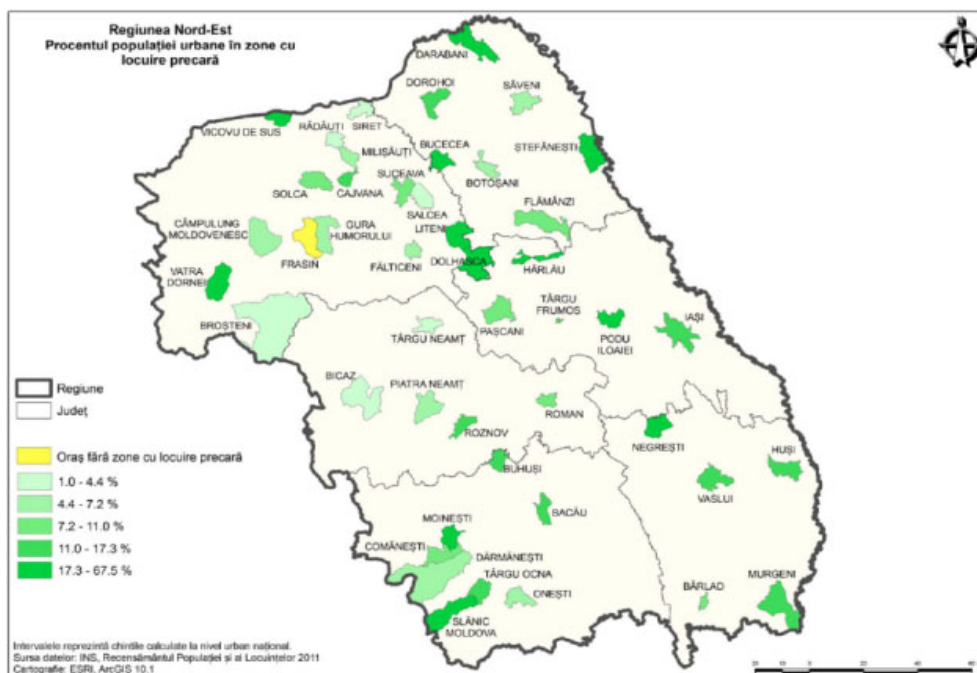 Regiunea Nord-Est
Procentul populației urbane în zone cu
locuire precară
DARABANI
DOROHOI
SĂVENI
SIRET
VICOVU DE SUS
RĂDĂUȚI
BUCECEA
ȘTEFĂNEȘTI
MILIȘĂUȚI
SUCEAVA
BOTOȘANI
SOLCA
CAJVANA
FLĂMÂNZI
SALCEA
CÂMPULUNG
MOLDOVENESC
GURA
HUMORULUI
LITENI
FRASIN
FĂLTICENI
DOLHASCA
HÂRLĂU
VATRA
DORNEI
TÂRGU
FRUMOS
IAȘI
BROȘTENI
PAȘCANI
TÂRGU NEAMȚ
PODU
ILOAIEI
BICAZ
PIATRA NEAMȚ
ROMAN
ROZNOV
NEGREȘTI
HUȘI
BUHUȘI
VASLUI
BACĂU
MOINEȘTI
COMĂNEȘTI
DĂRMĂNEȘTI
TÂRGU OCNA
ONEȘTI
BÂRLAD
MURGENI
SLĂNIC
MOLDOVA
Regiune
Județ
Oraș fără zone cu locuire precară
1.0 - 4.4 %
4.4 - 7.2 %
7.2 - 11.0 %
11.0 - 17.3 %
17.3 - 67.5 %
Intervalele reprezintă chintile calculate la nivel urban național.
Sursa datelor: INS, Recensământul Populației și al Locuințelor 2011
Cartografie: ESRI, ArcGIS 10.1